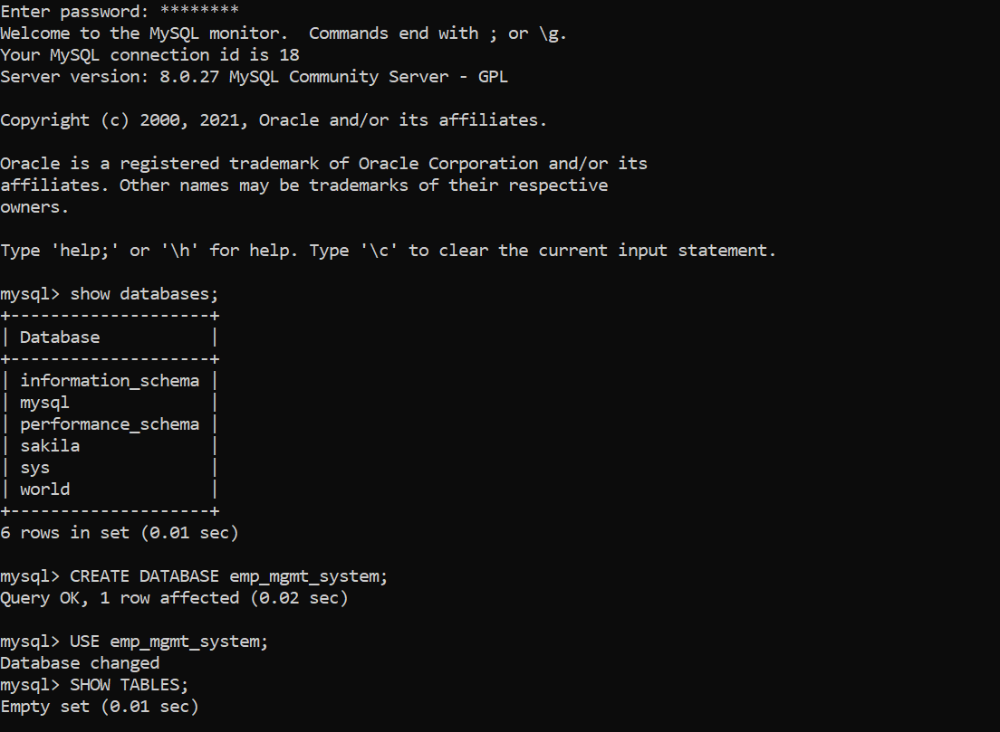 Enter password: ********
Welcome to the MySQL monitor.  Commands end with ; or \g.
Your MySQL connection id is 18
Server version: 8.0.27 MySQL Community Server - GPL
Copyright (c) 2000, 2021, Oracle and/or its affiliates.
Oracle is a registered trademark of Oracle Corporation and/or its
affiliates. Other names may be trademarks of their respective
owners.
Type 'help;' or '\h' for help. Type '\c' to clear the current input statement.
mysql> show databases;
+--------------------+
| Database           |
+--------------------+
| information_schema |
| mysql              |
| performance_schema |
| sakila             |
| sys                |
| world              |
+--------------------+
6 rows in set (0.01 sec)
mysql> CREATE DATABASE emp_mgmt_system;
Query OK, 1 row affected (0.02 sec)
mysql> USE emp_mgmt_system;
Database changed
mysql> SHOW TABLES;
Empty set (0.01 sec)